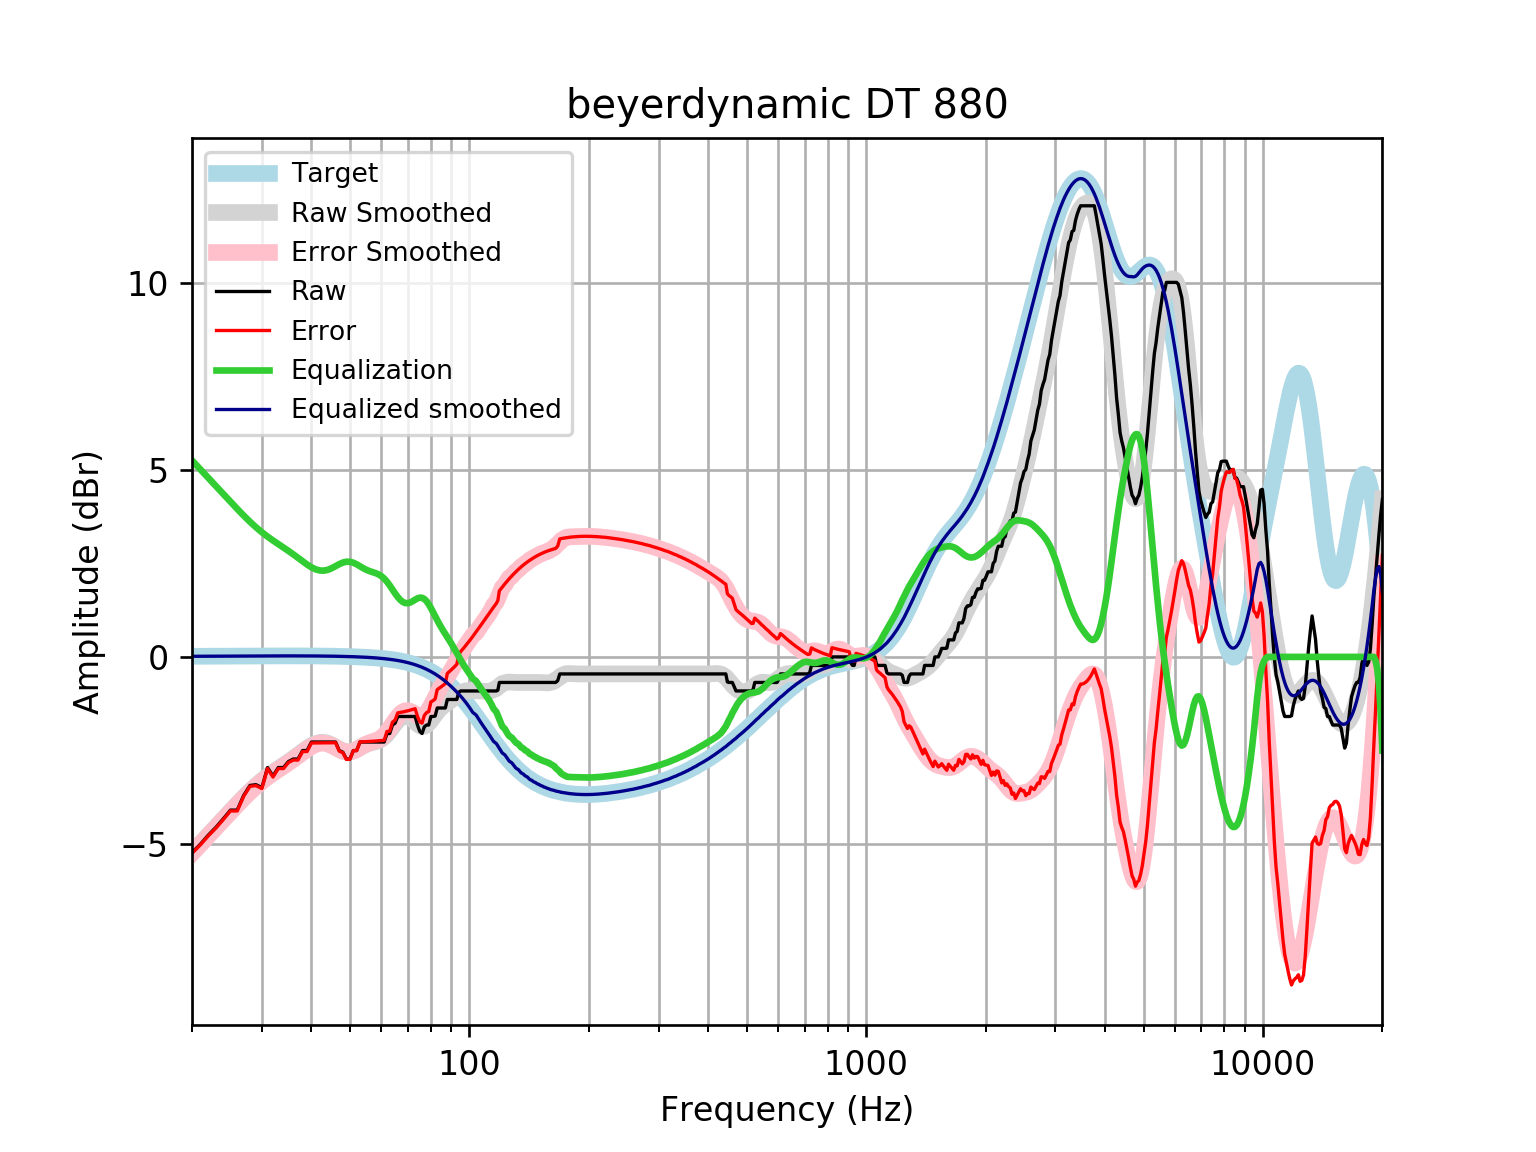 beyerdynamic DT 880
Target
Raw Smoothed
Error Smoothed
Raw
Error
Equalization
Equalized smoothed
10
5
0
−5
Amplitude (dBr)
100
1000
10000
Frequency (Hz)